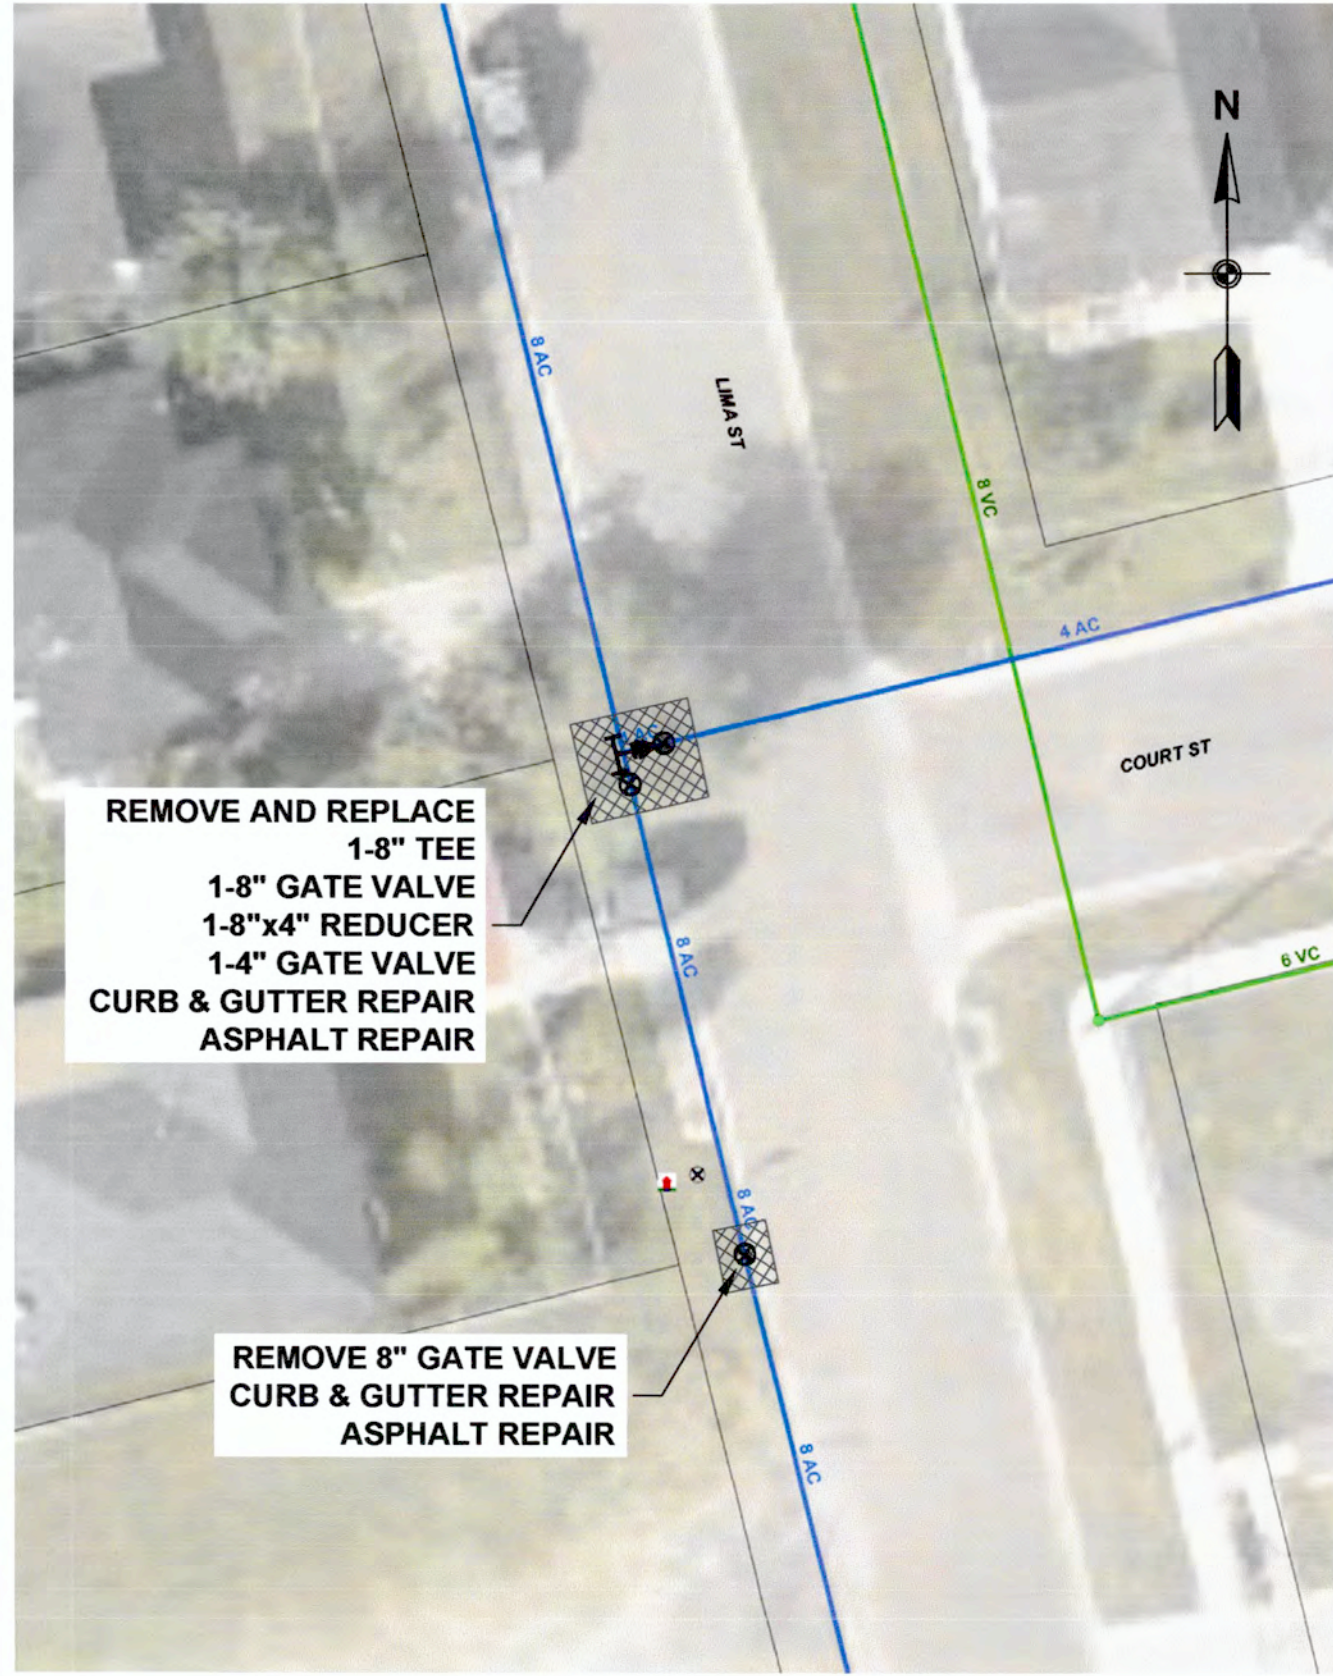 N
8 AC
LIMA ST
8 VC
4 AC
COURT ST
REMOVE AND REPLACE
1-8" TEE
1-8" GATE VALVE
1-8"x4" REDUCER
1-4" GATE VALVE
CURB & GUTTER REPAIR
ASPHALT REPAIR
8 AC
6 VC
8 AC
REMOVE 8" GATE VALVE
CURB & GUTTER REPAIR
ASPHALT REPAIR
8 AC